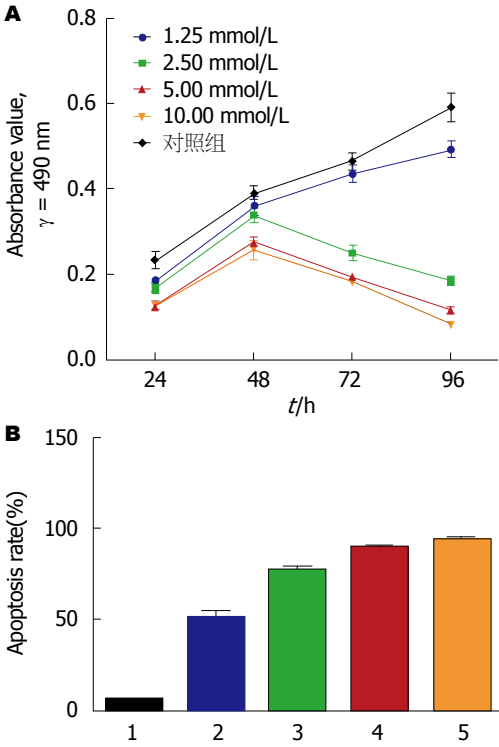 A
0.8
0.6
0.4
0.2
0.0
Absorbance value,
γ = 490 nm
1.25 mmol/L
2.50 mmol/L
5.00 mmol/L
10.00 mmol/L
对照组
24 48 72 96
t/h
B
150
100
50
0
Apoptosis rate(%)
1 2 3 4 5